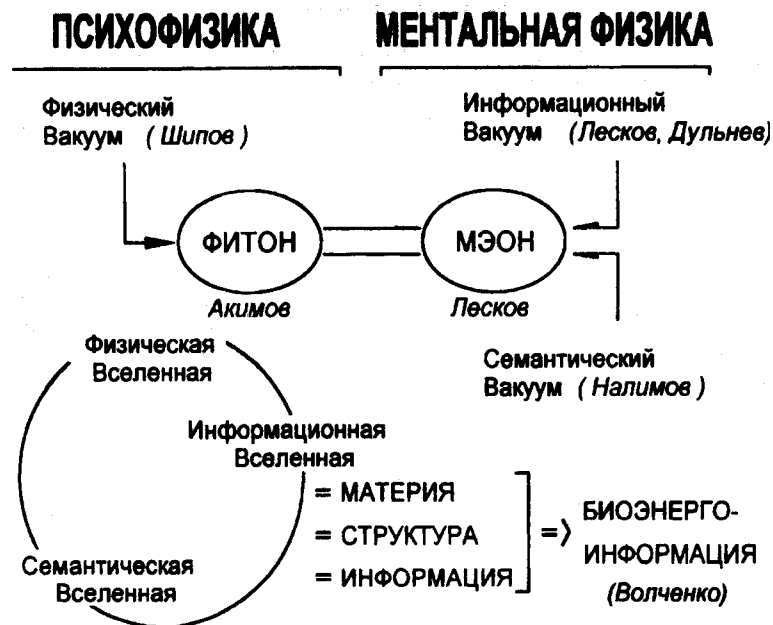 ПСИХОФИЗИКА
МЕНТАЛЬНАЯ ФИЗИКА
Физический
Вакуум (Шипов)
Информационный
Вакуум (Лесков, Дульнев)
ФИТОН
МЭОН
Акимов
Лесков
Физическая
Вселенная
Семантический
Вакуум (Налимов)
Информационная
Вселенная
Семантическая
Вселенная
= МАТЕРИЯ
= СТРУКТУРА
= ИНФОРМАЦИЯ
=> БИОЭНЕРГО-
ИНФОРМАЦИЯ
(Волченко)